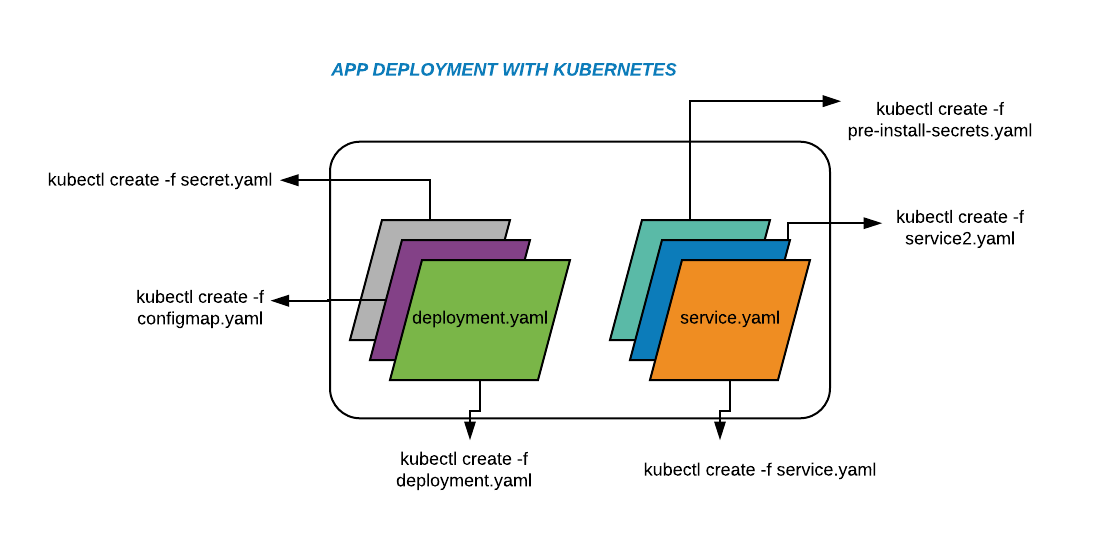 APP DEPLOYMENT WITH KUBERNETES
kubectl create -f
pre-install-secrets.yaml
kubectl create -f secret.yaml
kubectl create -f
service2.yaml
kubectl create -f
configmap.yaml
deployment.yaml
service.yaml
kubectl create -f
deployment.yaml
kubectl create -f service.yaml